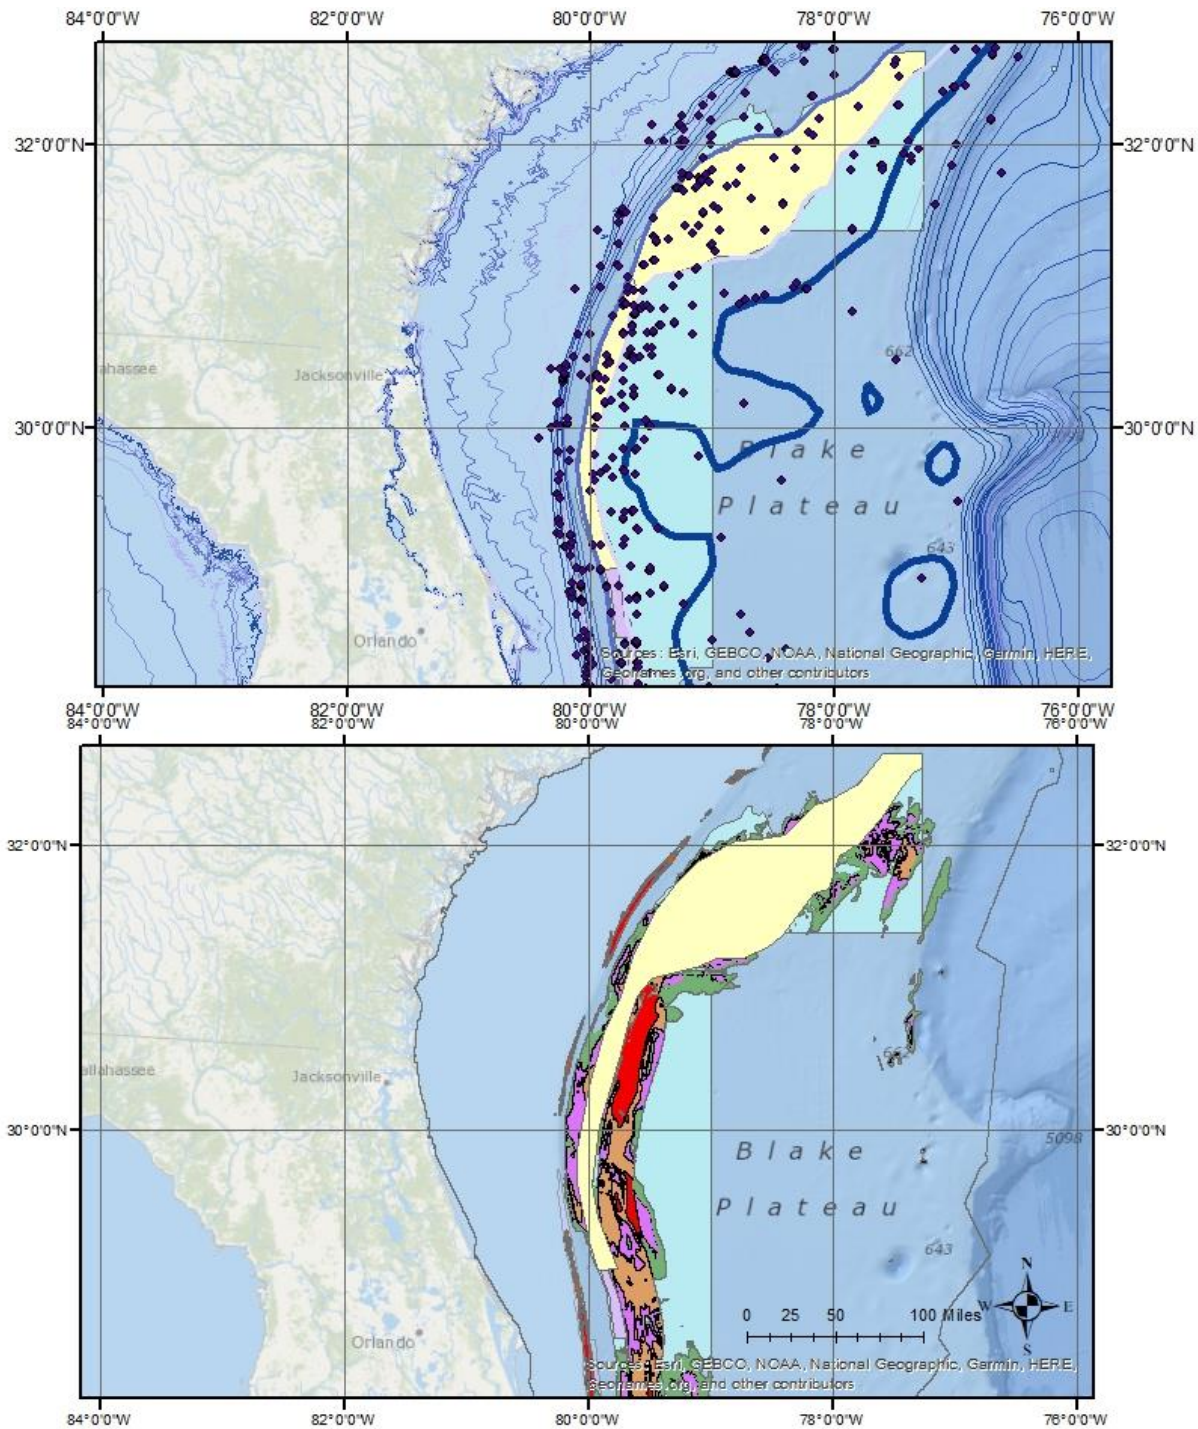 84°0'0"W 82°0'0"W 80°0'0"W 78°0'0"W 76°0'0"W
32°0'0"N 32°0'0"N
662
ahassee Jacksonville
30°0'0"N 30°0'0"N
Blake
Plateau
643
Orlando
Sources: Esri, GEBCO, NOAA, National Geographic, Garmin, HERE,
Geonames.org, and other contributors
84°0'0"W 82°0'0"W 80°0'0"W 78°0'0"W 76°0'0"W
84°0'0"W 82°0'0"W 80°0'0"W 78°0'0"W 76°0'0"W
32°0'0"N 32°0'0"N
662
allahassee Jacksonville
30°0'0"N 30°0'0"N
5098
Blake
Plateau
643
N
0 25 50 100 Miles W E
S
Orlando
Sources: Esri, GEBCO, NOAA, National Geographic, Garmin, HERE,
Geonames.org, and other contributors
84°0'0"W 82°0'0"W 80°0'0"W 78°0'0"W 76°0'0"W